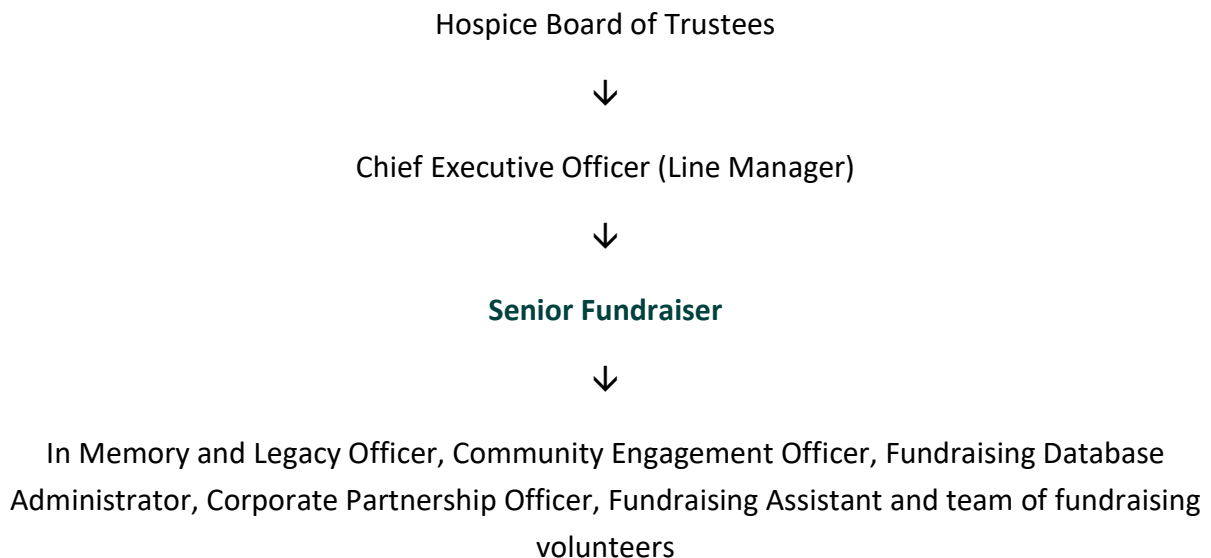 Hospice Board of Trustees
↓
Chief Executive Officer (Line Manager)
↓
Senior Fundraiser
↓
In Memory and Legacy Officer, Community Engagement Officer, Fundraising Database
Administrator, Corporate Partnership Officer, Fundraising Assistant and team of fundraising
volunteers